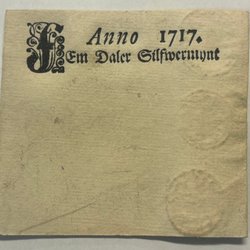 Anno 1717.
Fem Daler Silfwermynt